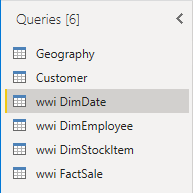 Queries [6]
Geography
Customer
wwi DimDate
wwi DimEmployee
wwi DimStockItem
wwi FactSale